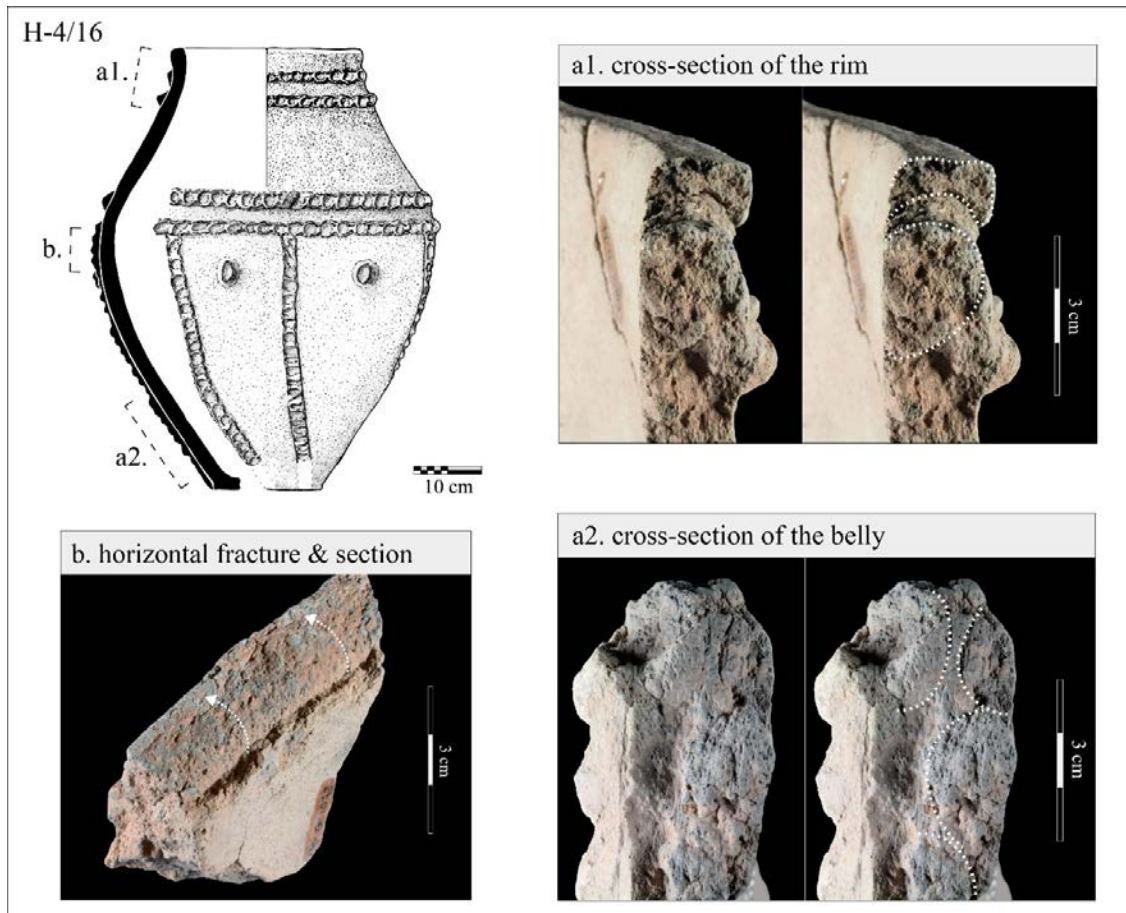 H-4/16
a1.
b.
a2.
10 cm
a1. cross-section of the rim
3 cm
b. horizontal fracture & section
3 cm
a2. cross-section of the belly
3 cm